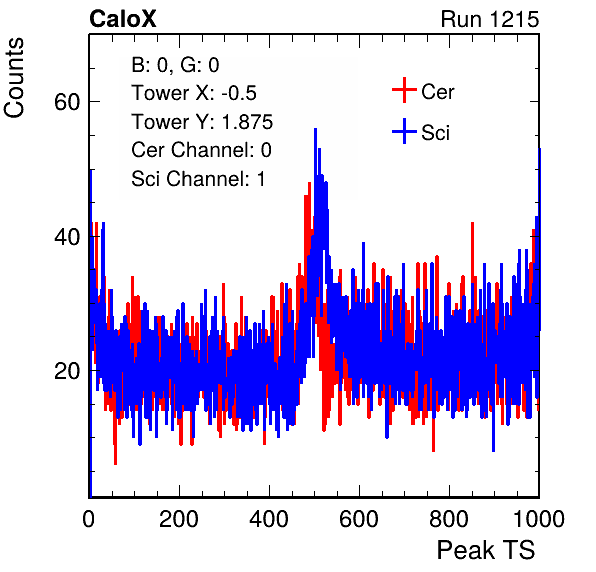 CaloX Run 1215
Counts
B: 0, G: 0
Tower X: -0.5
Tower Y: 1.875
Cer Channel: 0
Sci Channel: 1
Cer
Sci
60
40
20
0 200 400 600 800 1000
Peak TS